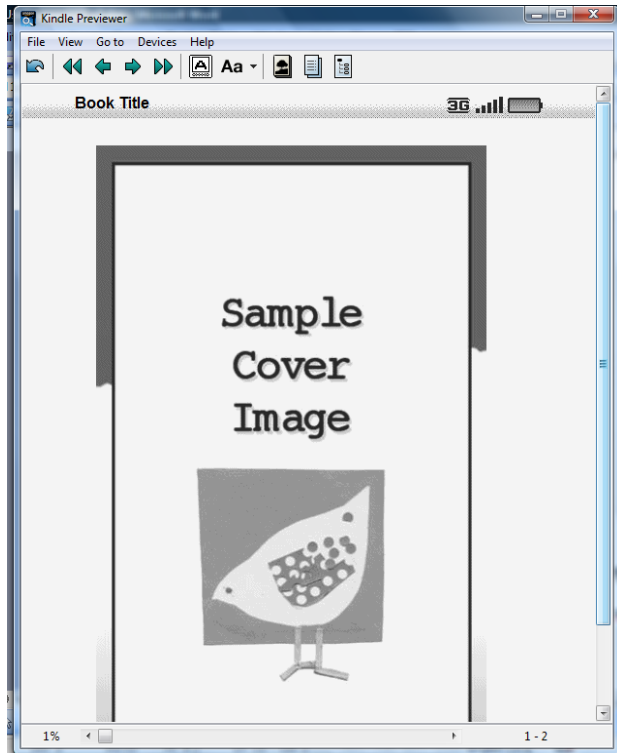 Kindle Previewer
File View Go to Devices Help
A Aa
Book Title
3G
Sample
Cover
Image
1%
1 - 2